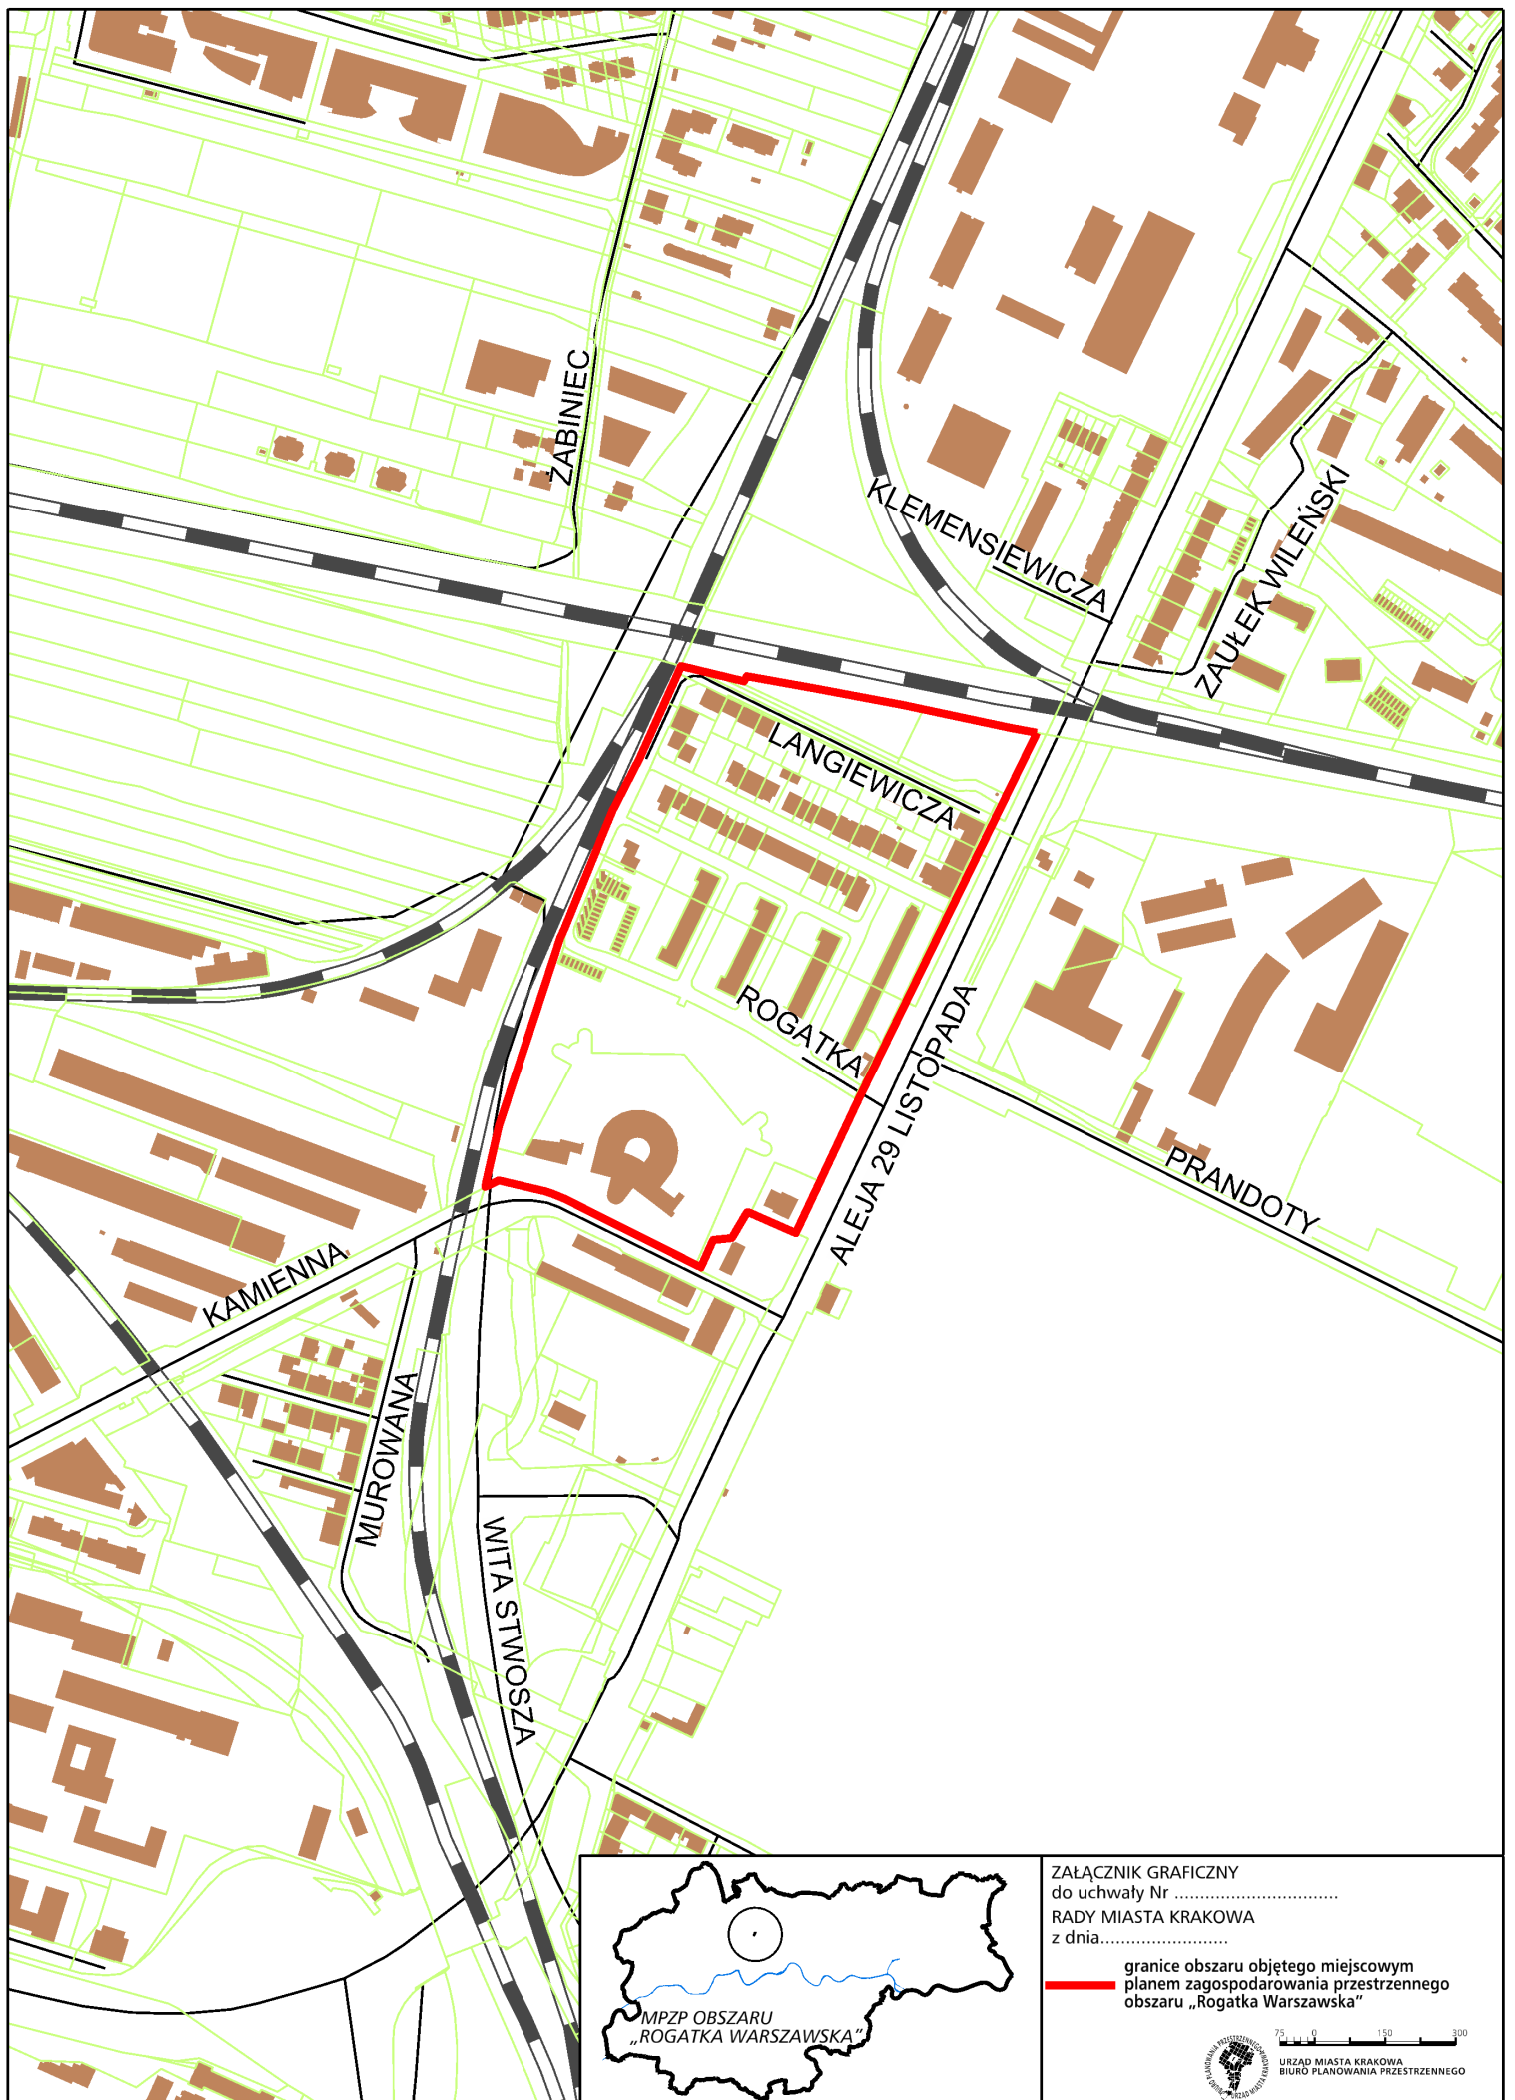 ŻABINIEC
KLEMENSIEWICZA
ZAUŁEK WILEŃSKI
LANGIEWICZA
ROGATKA
ALEJA 29 LISTOPADA
PRANDOTY
KAMIENNA
MUROWANA
WITA STWOSZA
MPZP OBSZARU
„ROGATKA WARSZAWSKA”
ZAŁĄCZNIK GRAFICZNY
do uchwały Nr ................................
RADY MIASTA KRAKOWA
z dnia.........................
granice obszaru objętego miejscowym
planem zagospodarowania przestrzennego
obszaru „Rogatka Warszawska”
75 0 150 300
URZĄD MIASTA KRAKOWA
BIURO PLANOWANIA PRZESTRZENNEGO